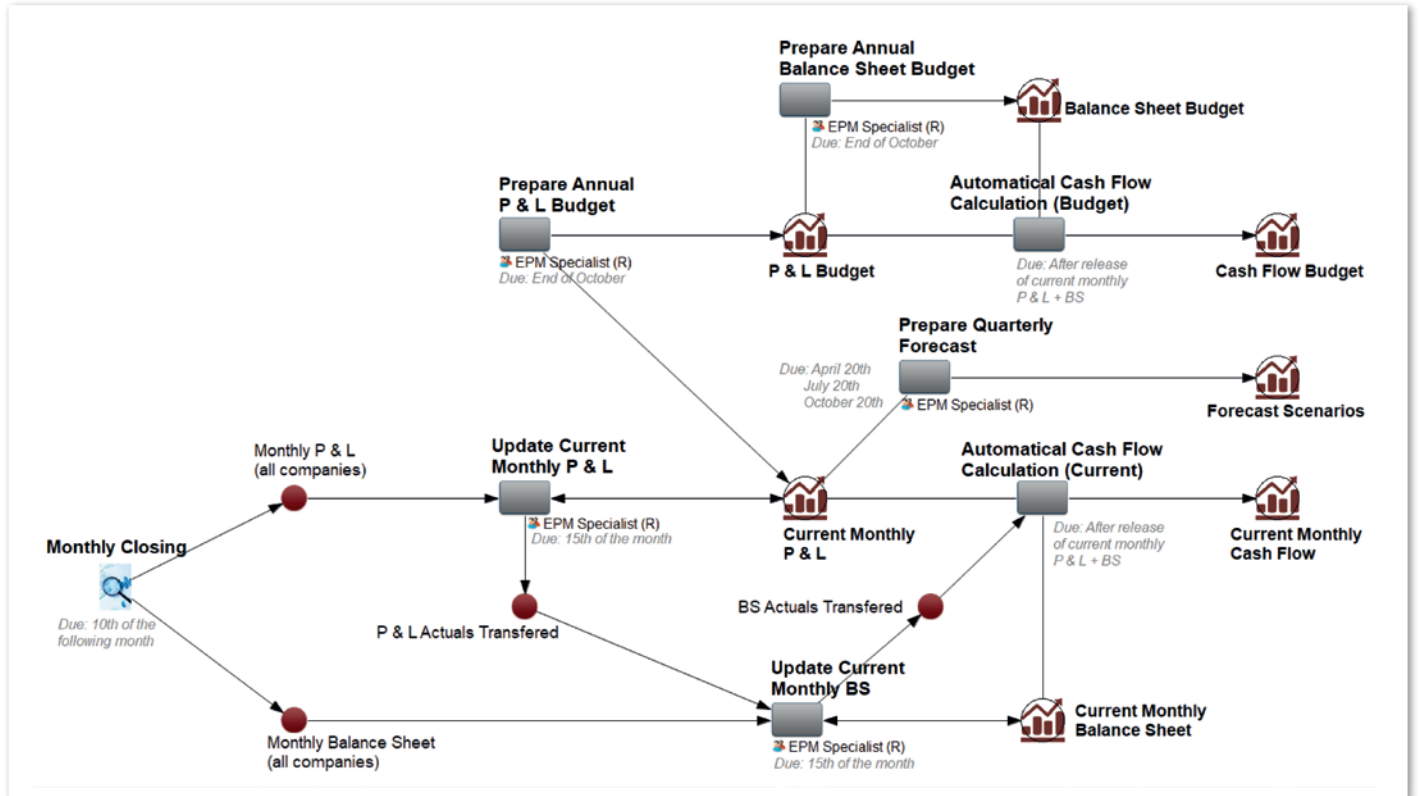 Prepare Annual
Balance Sheet Budget
Balance Sheet Budget
EPM Specialist (R)
Due: End of October
Prepare Annual
P & L Budget
Automatical Cash Flow
Calculation (Budget)
EPM Specialist (R)
Due: End of October
P & L Budget
Due: After release
of current monthly
P & L + BS
Cash Flow Budget
Prepare Quarterly
Forecast
Due: April 20th
July 20th
October 20th
EPM Specialist (R)
Forecast Scenarios
Monthly P & L
(all companies)
Update Current
Monthly P & L
Automatical Cash Flow
Calculation (Current)
EPM Specialist (R)
Due: 15th of the month
Current Monthly
P & L
Due: After release
of current monthly
P & L + BS
Current Monthly
Cash Flow
Monthly Closing
Due: 10th of the
following month
P & L Actuals Transfered
BS Actuals Transfered
Update Current
Monthly BS
Current Monthly
Balance Sheet
Monthly Balance Sheet
(all companies)
EPM Specialist (R)
Due: 15th of the month